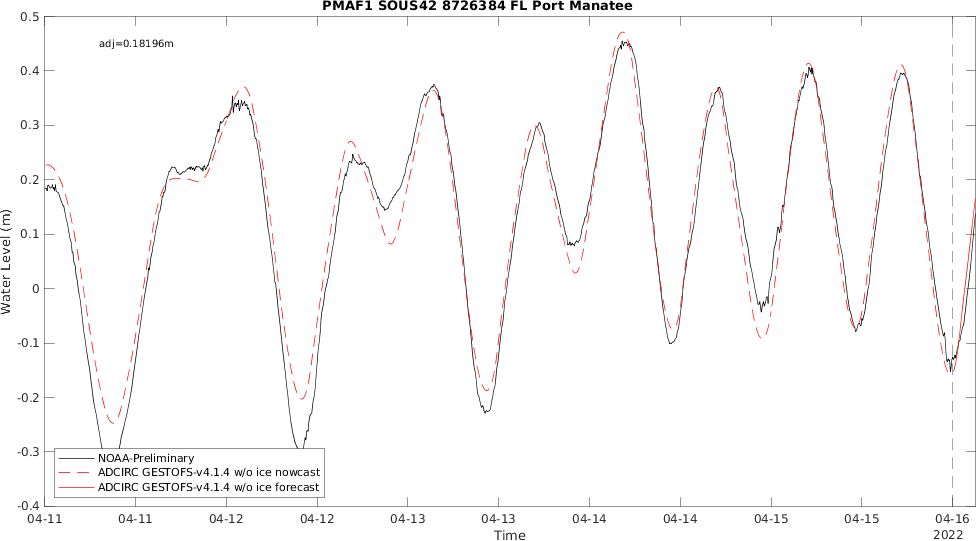 PMAF1 SOUS42 8726384 FL Port Manatee
adj=0.18196m
0.5
0.4
0.3
0.2
0.1
0
-0.1
-0.2
-0.3
-0.4
Water Level (m)
NOAA-Preliminary
ADCIRC GESTOFS-v4.1.4 w/o ice nowcast
ADCIRC GESTOFS-v4.1.4 w/o ice forecast
04-11 04-11 04-12 04-12 04-13 04-13 04-14 04-14 04-15 04-15 04-16
Time
2022